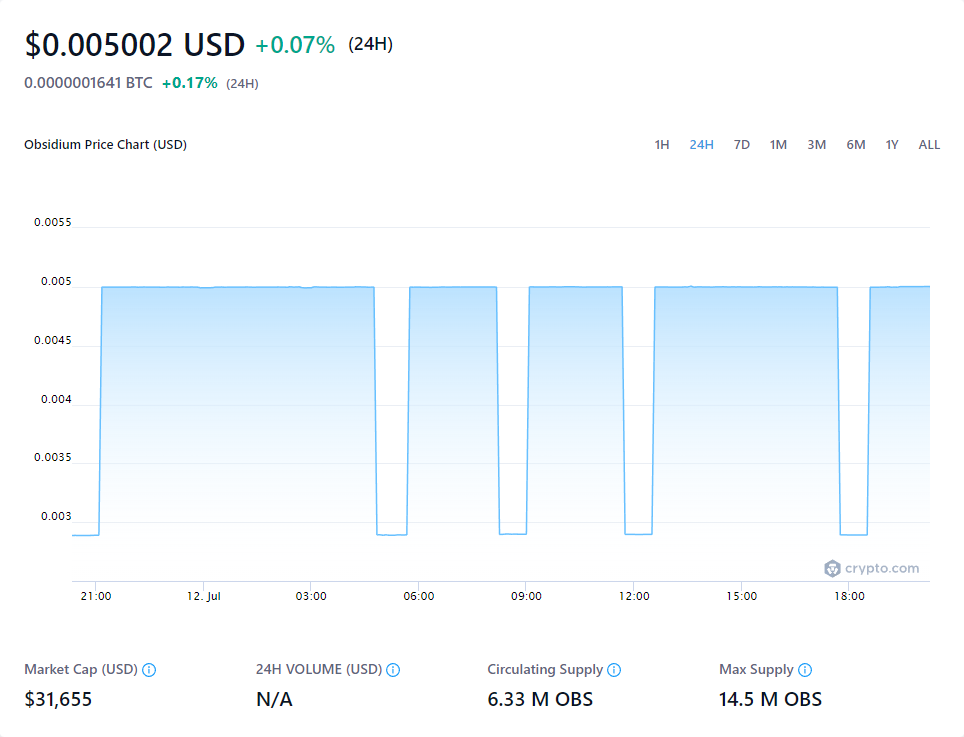 $0.005002 USD +0.07% (24H)
0.0000001641 BTC +0.17% (24H)
Obsidium Price Chart (USD) 1H 24H 7D 1M 3M 6M 1Y ALL
0.0055
0.005
0.0045
0.004
0.0035
0.003
crypto.com
21:00 12. Jul 03:00 06:00 09:00 12:00 15:00 18:00
Market Cap (USD) 24H VOLUME (USD) Circulating Supply Max Supply
$31,655 N/A 6.33 M OBS 14.5 M OBS